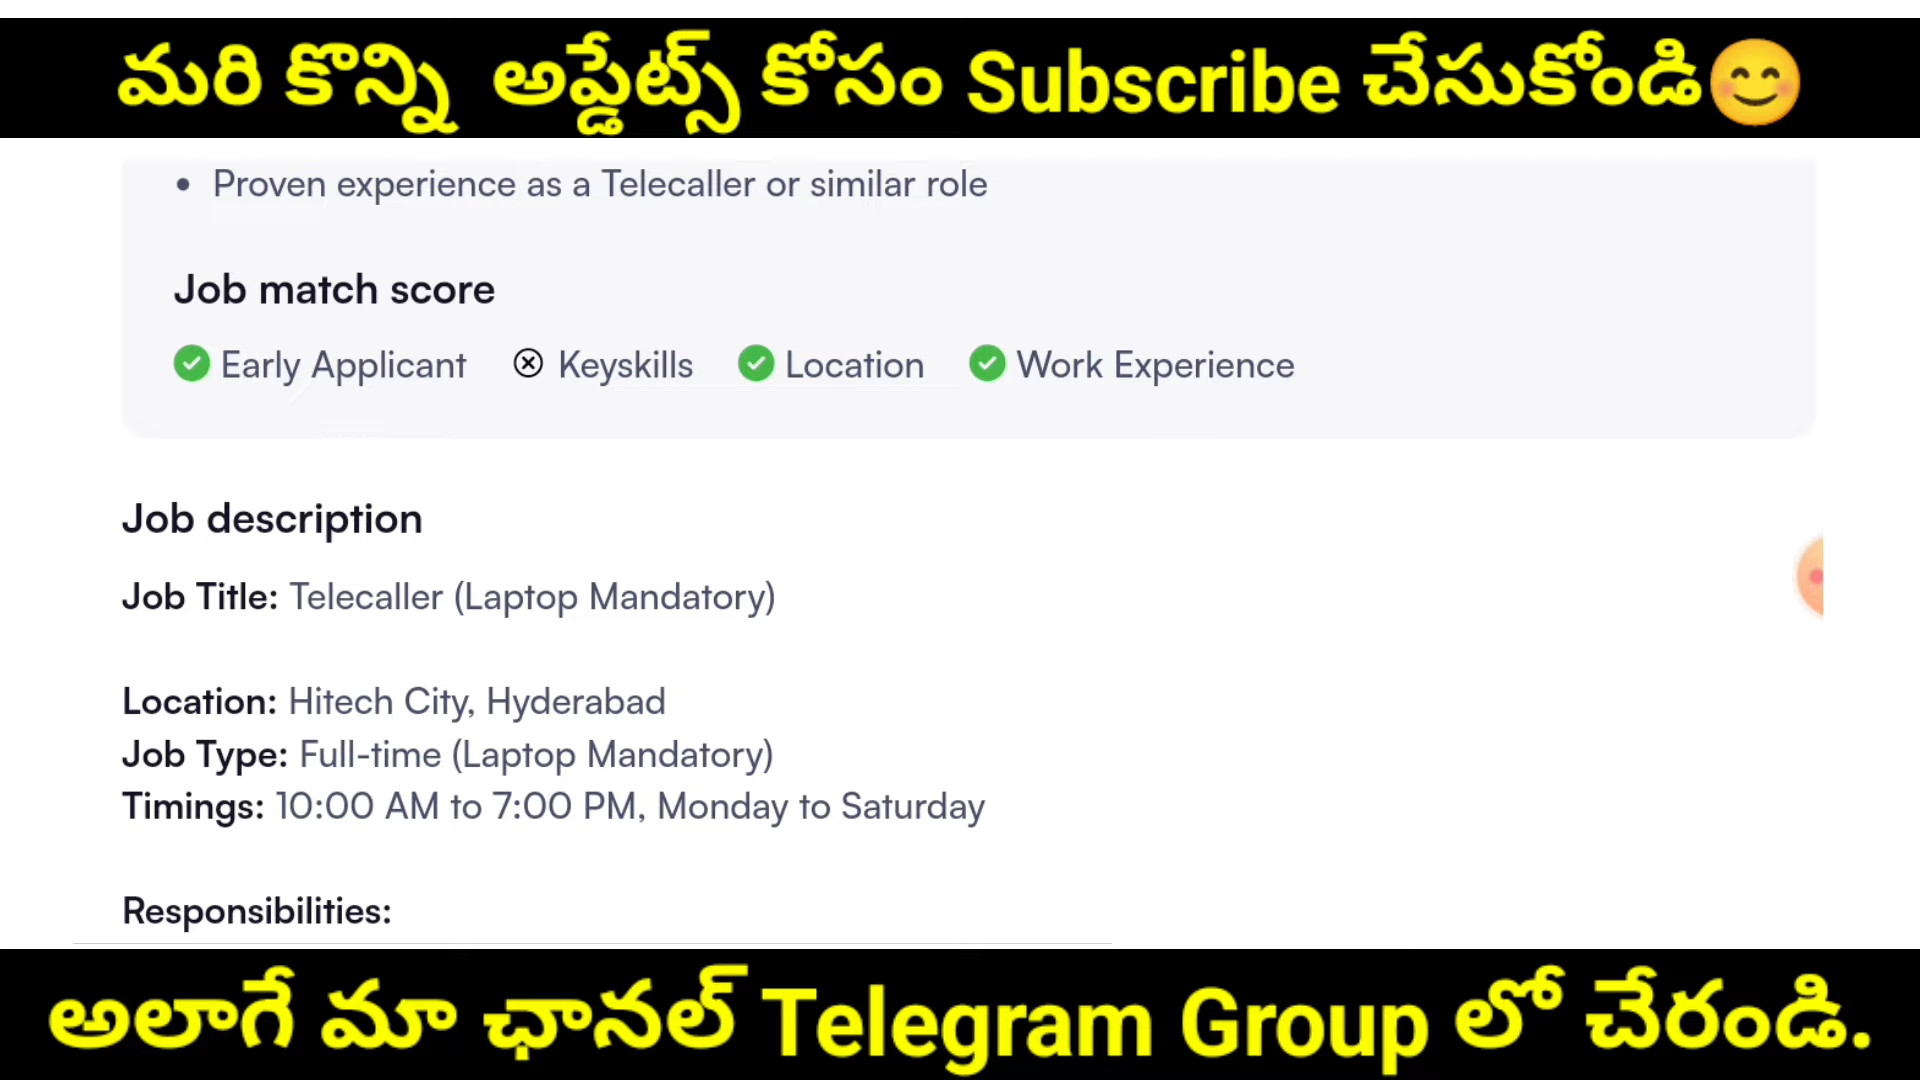 మరి కొన్ని అప్డేట్స్ కోసం Subscribe చేసుకోండి😊
• Proven experience as a Telecaller or similar role
Job match score
Early Applicant Keyskills Location Work Experience
Job description
Job Title: Telecaller (Laptop Mandatory)
Location: Hitech City, Hyderabad
Job Type: Full-time (Laptop Mandatory)
Timings: 10:00 AM to 7:00 PM, Monday to Saturday
Responsibilities:
అలాగే మా ఛానల్ Telegram Group లో చేరండి.